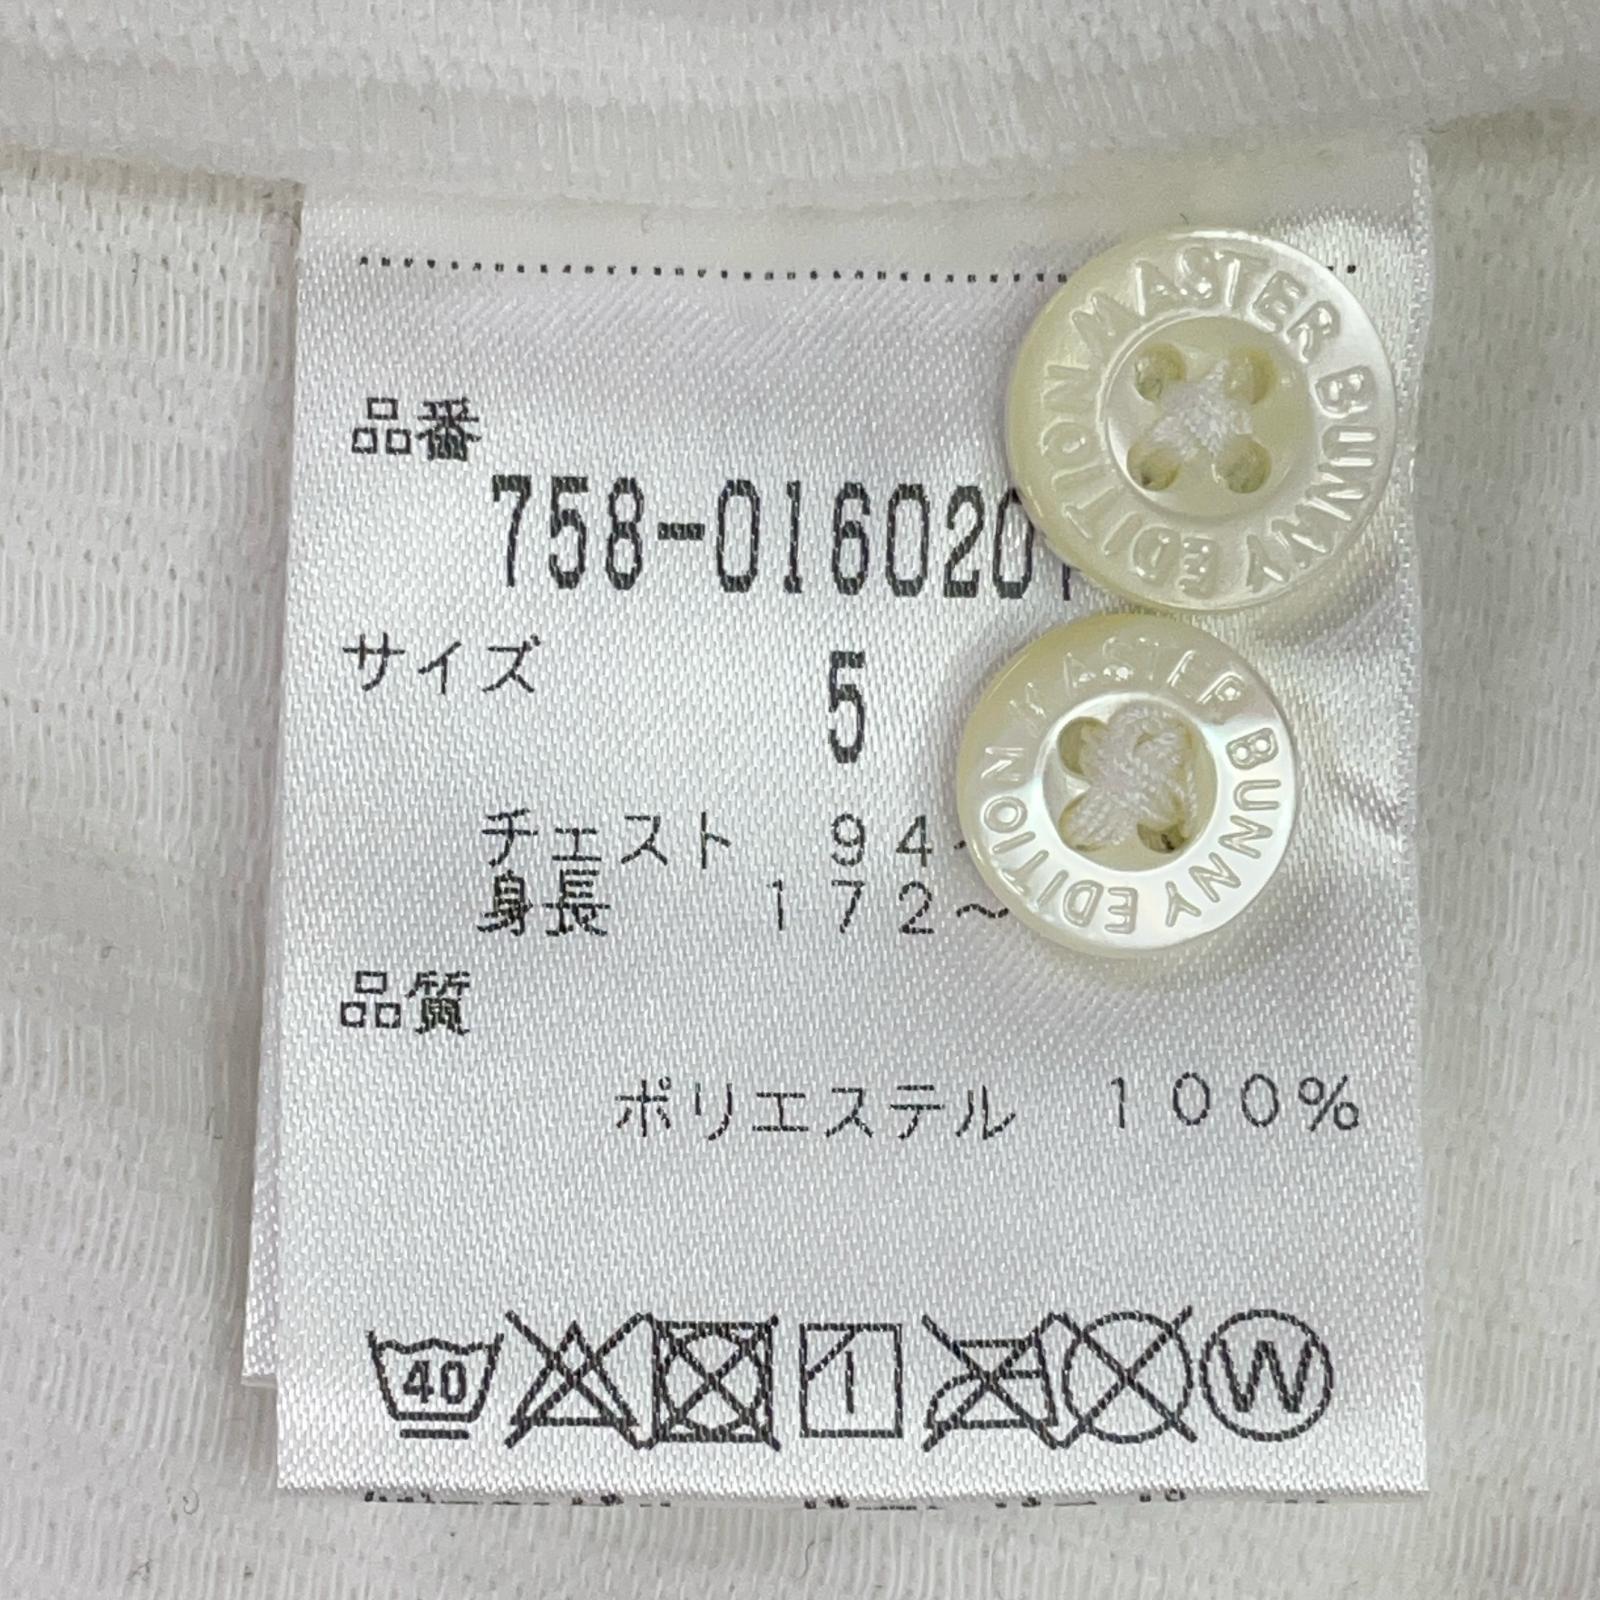 品番
758-016020
サイズ 5
チェスト 94
身長 172~
品質
ポリエステル 100%
40
W
MASTER BUNNY EDITION
MASTER BUNNY EDITION